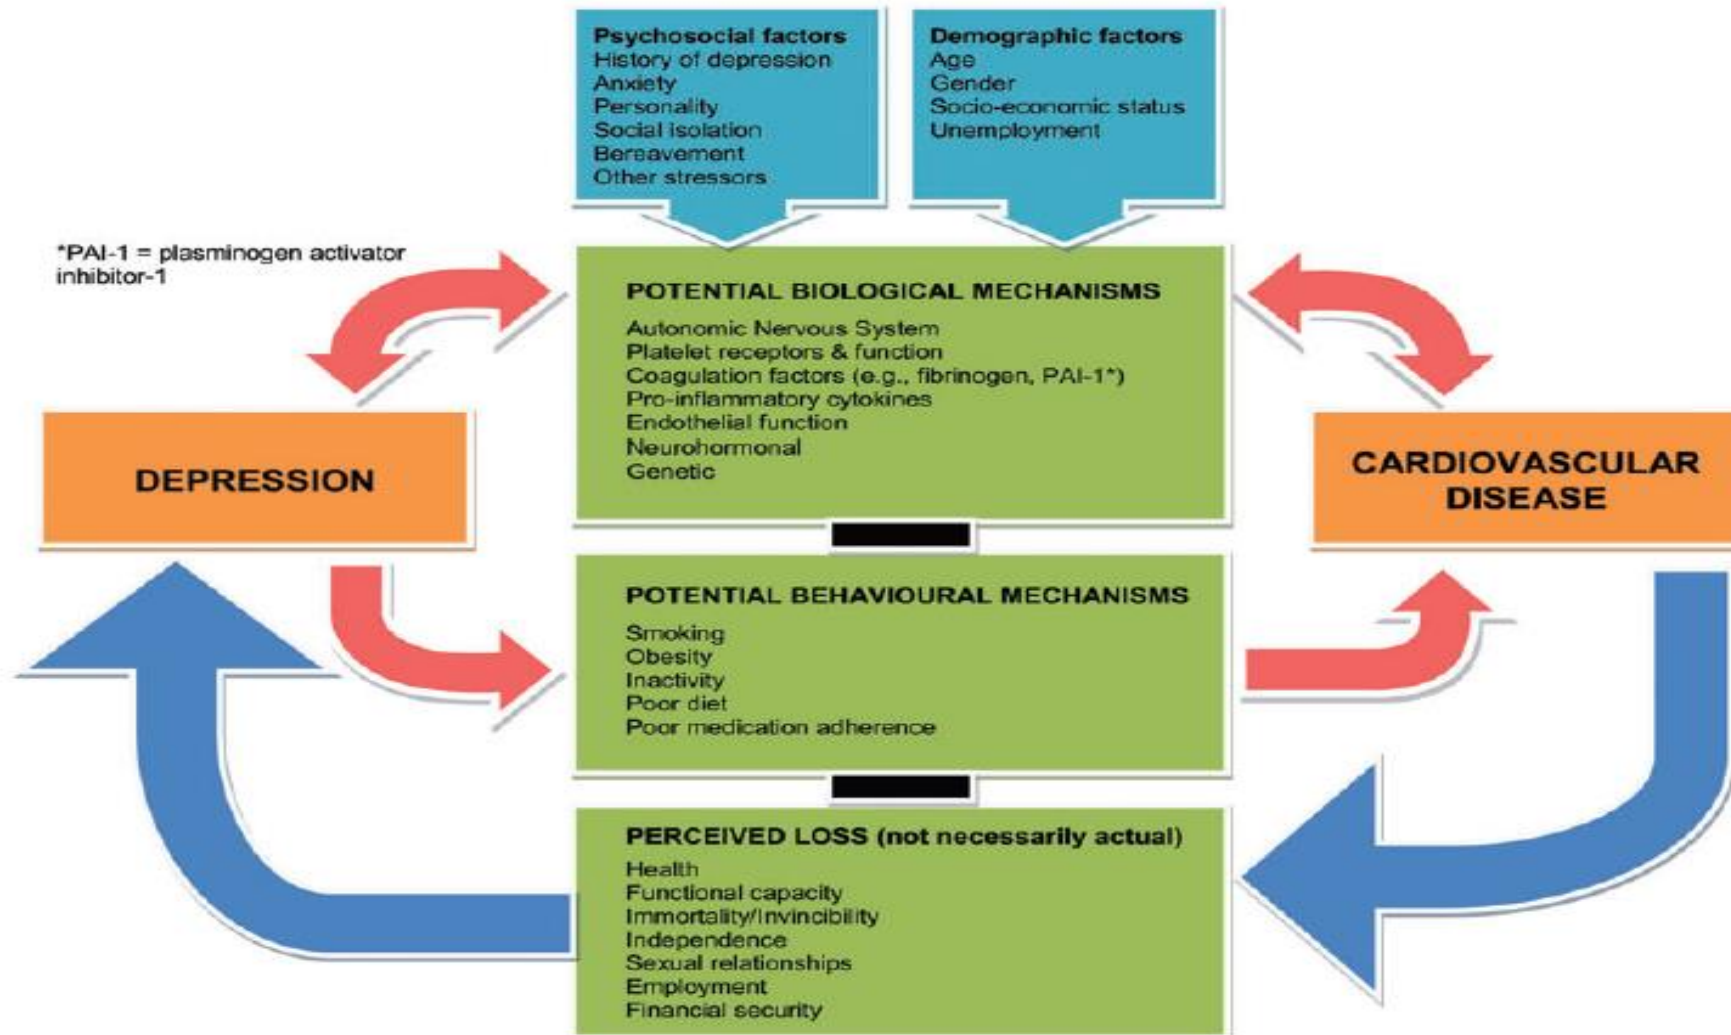 Psychosocial factors
History of depression
Anxiety
Personality
Social isolation
Bereavement
Other stressors
Demographic factors
Age
Gender
Socio-economic status
Unemployment
*PAI-1 = plasminogen activator
inhibitor-1
POTENTIAL BIOLOGICAL MECHANISMS
Autonomic Nervous System
Platelet receptors & function
Coagulation factors (e.g., fibrinogen, PAI-1*)
Pro-inflammatory cytokines
Endothelial function
Neurohormonal
Genetic
DEPRESSION
CARDIOVASCULAR
DISEASE
POTENTIAL BEHAVIOURAL MECHANISMS
Smoking
Obesity
Inactivity
Poor diet
Poor medication adherence
PERCEIVED LOSS (not necessarily actual)
Health
Functional capacity
Immortality/Invincibility
Independence
Sexual relationships
Employment
Financial security